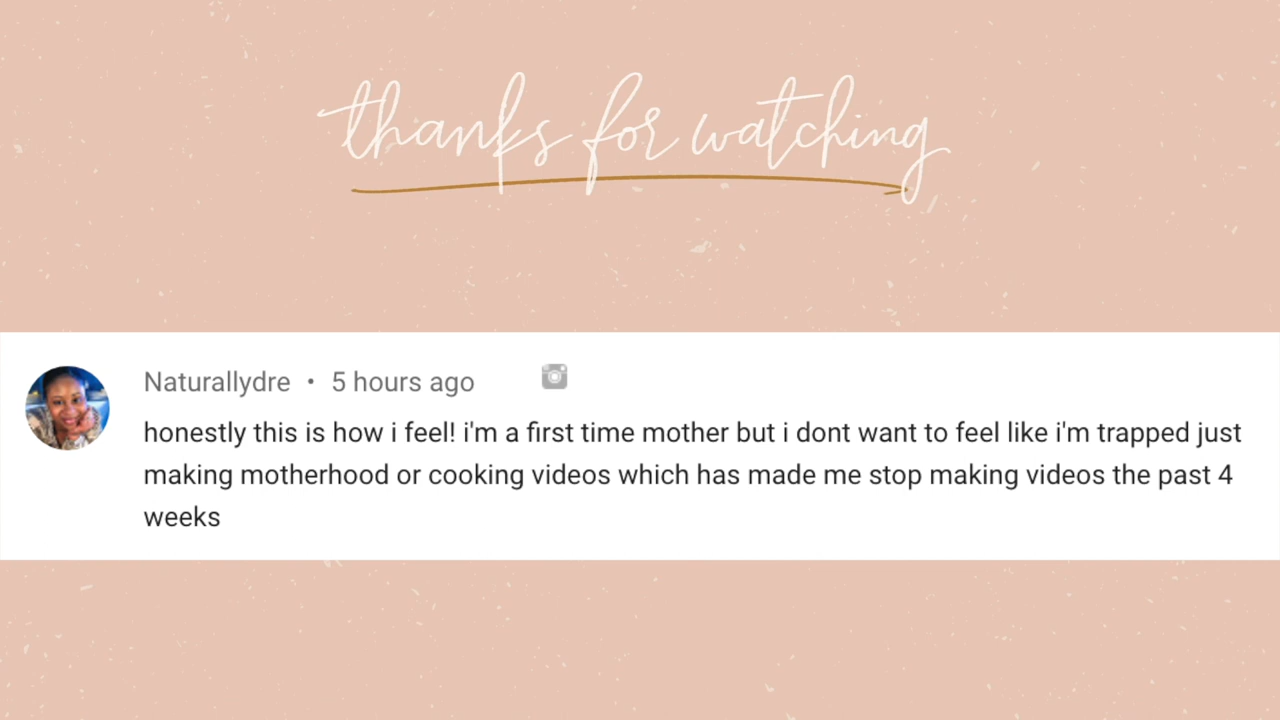 thanks for watching
Naturallydre • 5 hours ago
honestly this is how i feel! i'm a first time mother but i dont want to feel like i'm trapped just
making motherhood or cooking videos which has made me stop making videos the past 4
weeks